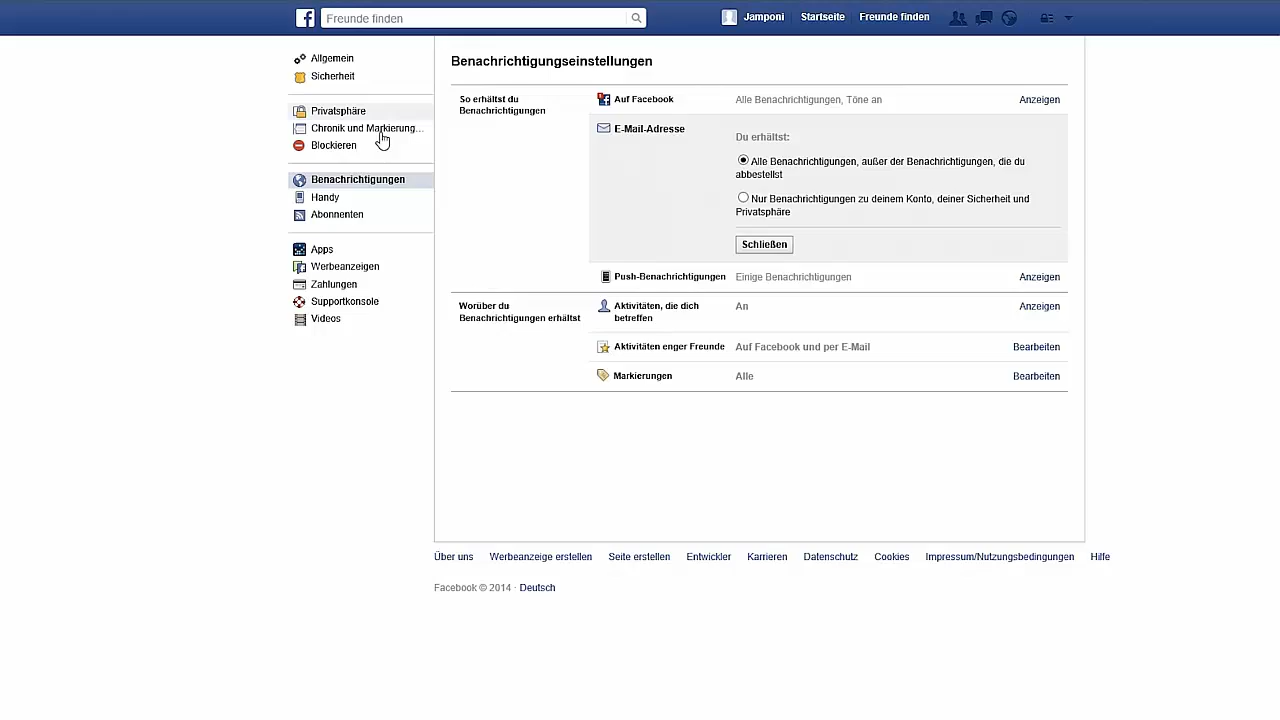 Freunde finden
Jamponi Startseite Freunde finden
Allgemein
Sicherheit
Privatsphäre
Chronik und Markierung...
Blockieren
Benachrichtigungen
Handy
Abonnenten
Apps
Werbeanzeigen
Zahlungen
Supportkonsole
Videos
Benachrichtigungseinstellungen
So erhältst du
Benachrichtigungen
Auf Facebook Alle Benachrichtigungen, Töne an Anzeigen
E-Mail-Adresse
Du erhältst:
Alle Benachrichtigungen, außer der Benachrichtigungen, die du
abbestellst
Nur Benachrichtigungen zu deinem Konto, deiner Sicherheit und
Privatsphäre
Schließen
Push-Benachrichtigungen Einige Benachrichtigungen Anzeigen
Worüber du
Benachrichtigungen erhältst
Aktivitäten, die dich
betreffen
An Anzeigen
Aktivitäten enger Freunde Auf Facebook und per E-Mail Bearbeiten
Markierungen Alle Bearbeiten
Über uns Werbeanzeige erstellen Seite erstellen Entwickler Karrieren Datenschutz Cookies Impressum/Nutzungsbedingungen Hilfe
Facebook © 2014 · Deutsch